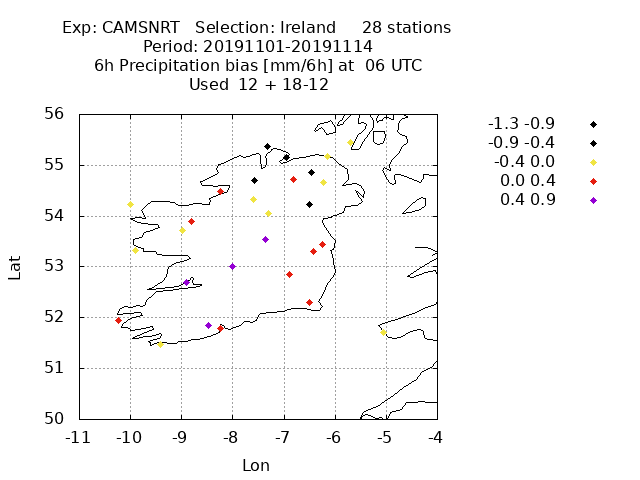 Exp: CAMSNRT   Selection: Ireland     28 stations
Period: 20191101-20191114
6h Precipitation bias [mm/6h] at  06 UTC
Used  12 + 18-12
-1.3 -0.9
-0.9 -0.4
-0.4 0.0
0.0 0.4
0.4 0.9
56
55
54
53
52
51
50
Lat
-11 -10 -9 -8 -7 -6 -5 -4
Lon